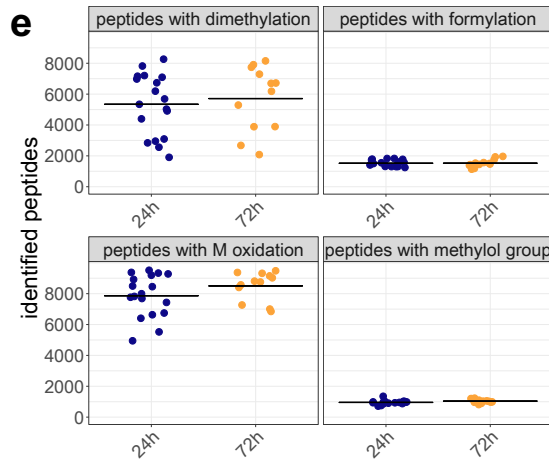 e
peptides with dimethylation
peptides with formylation
identified peptides
8000
6000
4000
2000
0
24h
72h
24h
72h
peptides with M oxidation
peptides with methylol group
8000
6000
4000
2000
0
24h
72h
24h
72h